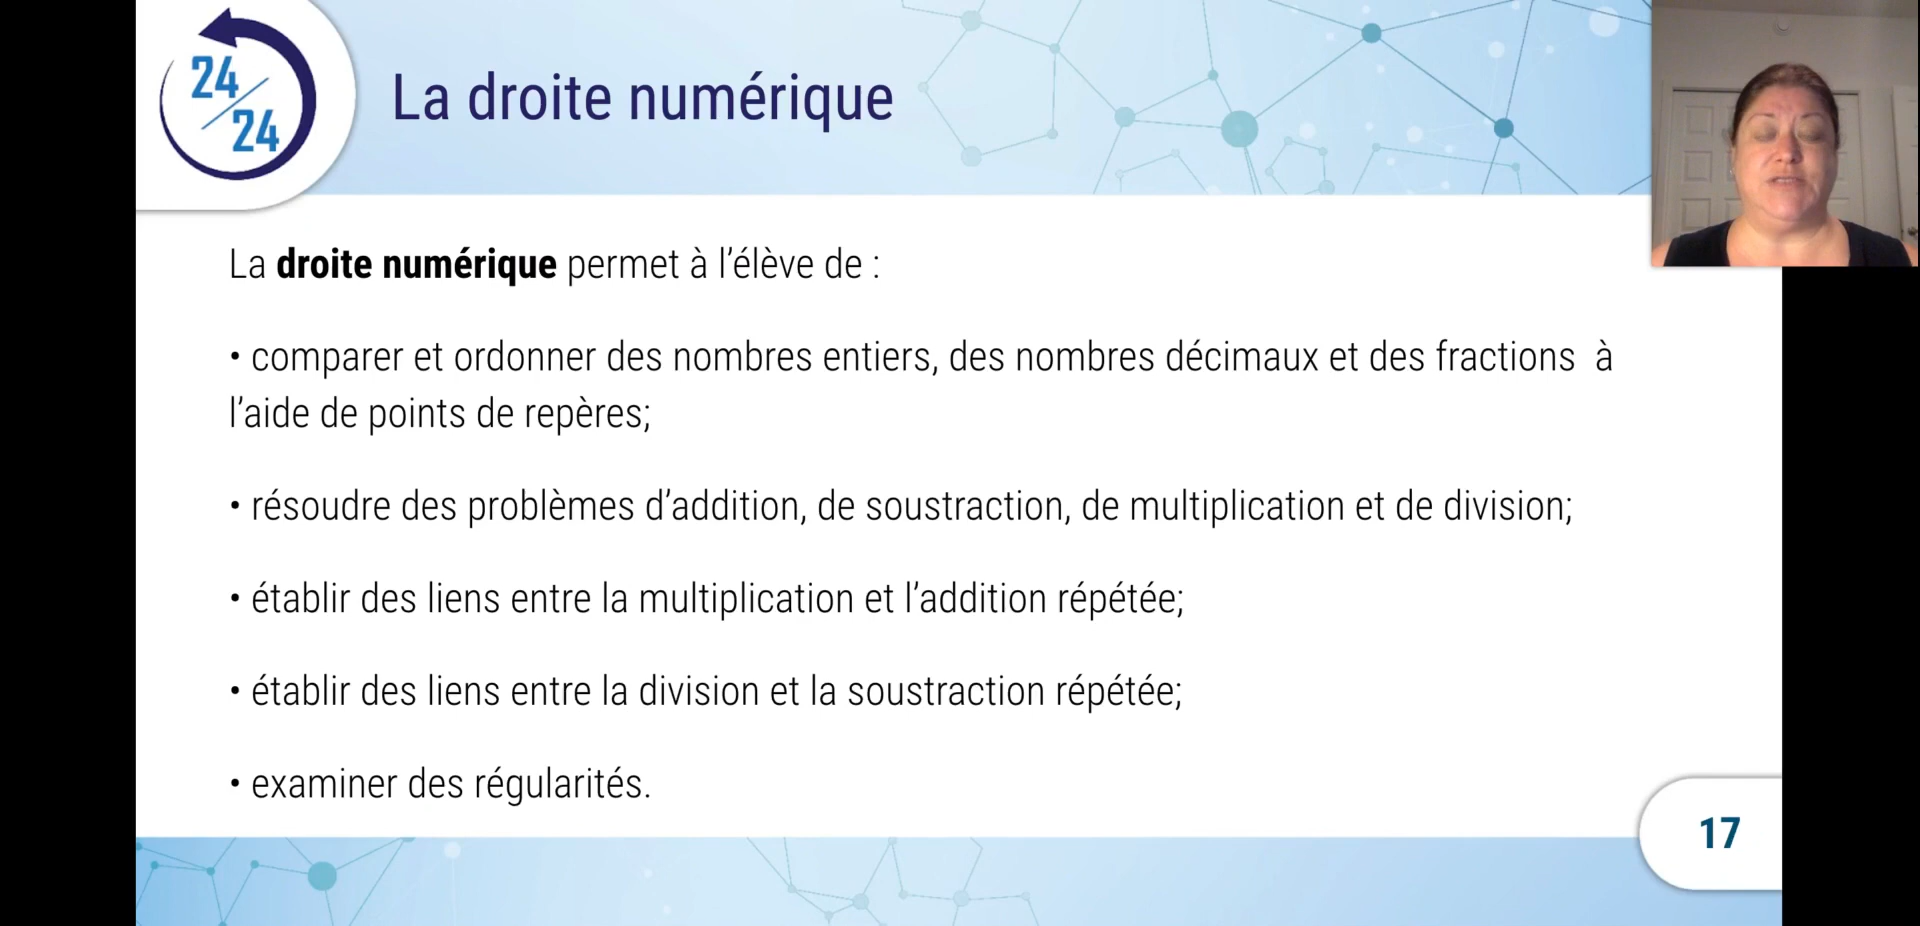 24
24
La droite numérique
La droite numérique permet à l'élève de :
• comparer et ordonner des nombres entiers, des nombres décimaux et des fractions à
l'aide de points de repères;
• résoudre des problèmes d'addition, de soustraction, de multiplication et de division;
• établir des liens entre la multiplication et l'addition répétée;
• établir des liens entre la division et la soustraction répétée;
• examiner des régularités.
17